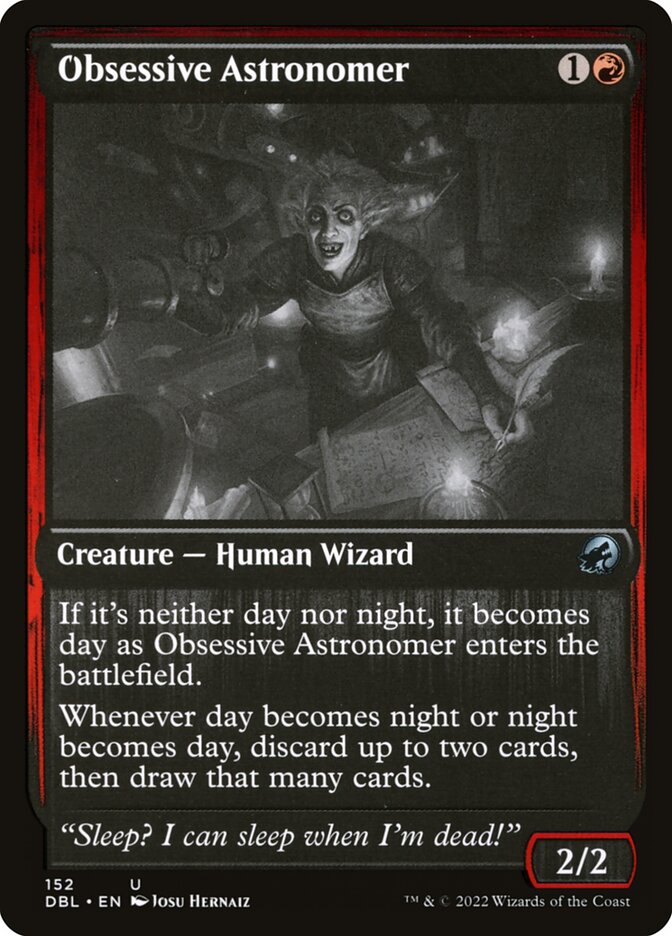 Obsessive Astronomer 1
Creature — Human Wizard
If it's neither day nor night, it becomes
day as Obsessive Astronomer enters the
battlefield.
Whenever day becomes night or night
becomes day, discard up to two cards,
then draw that many cards.
“Sleep? I can sleep when I'm dead!”
2/2
152 U
DBL • EN Josu Hernaiz ™ & © 2022 Wizards of the Coast